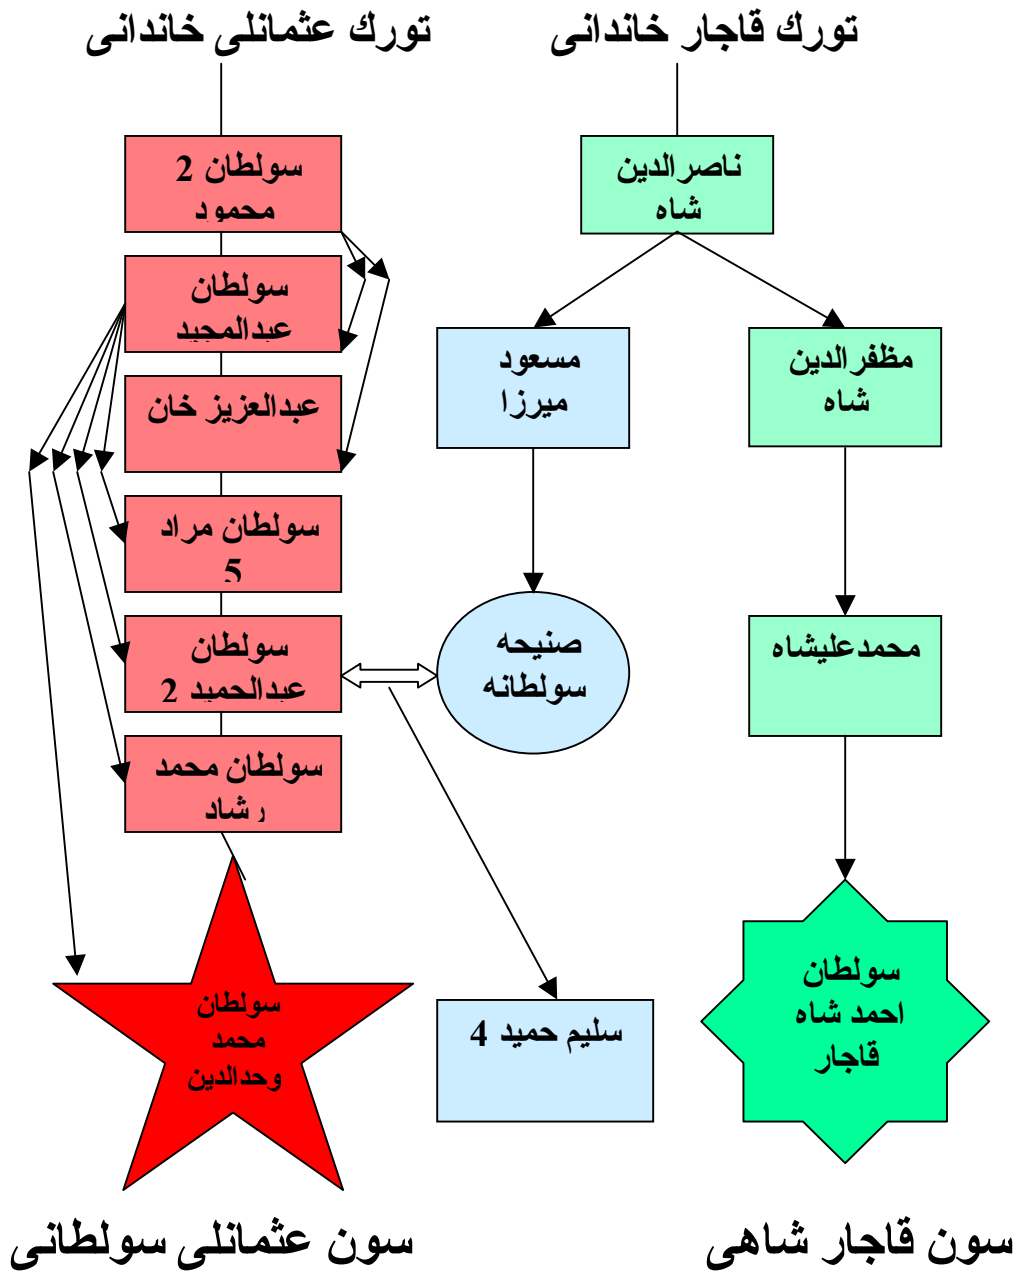 تورك قاجار خاندانی
تورك عثمانلی خاندانی
ناصرالدین
شاه
سولطان 2
محمود
سولطان
عبدالمجید
مسعود
میرزا
مظفرالدین
شاه
عبدالعزیز خان
سولطان مراد
5
سولطان
عبدالحمید 2
صنیحه
سولطانه
محمدعلیشاه
سولطان محمد
رشاد
سولطان
احمد شاه
قاجار
سولطان
محمد
وحدالدین
سلیم حمید 4
سون قاجار شاهی
سون عثمانلی سولطانی